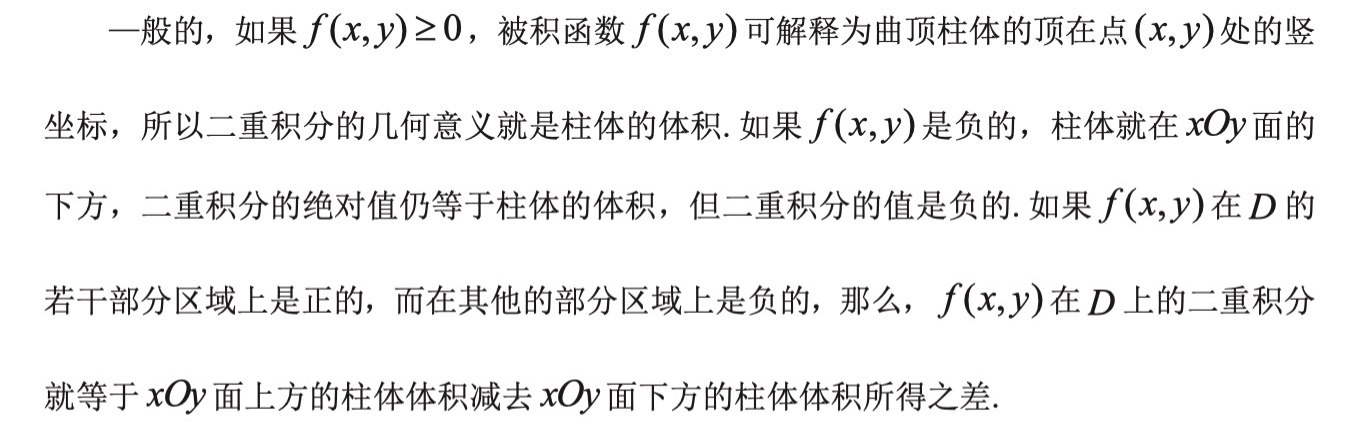 一般的，如果 f(x,y)≥0，被积函数 f(x,y) 可解释为曲顶柱体的顶在点 (x,y) 处的竖
坐标，所以二重积分的几何意义就是柱体的体积. 如果 f(x,y) 是负的，柱体就在 xOy 面的
下方，二重积分的绝对值仍等于柱体的体积，但二重积分的值是负的. 如果 f(x,y) 在 D 的
若干部分区域上是正的，而在其他的部分区域上是负的，那么，f(x,y) 在 D 上的二重积分
就等于 xOy 面上方的柱体体积减去 xOy 面下方的柱体体积所得之差.